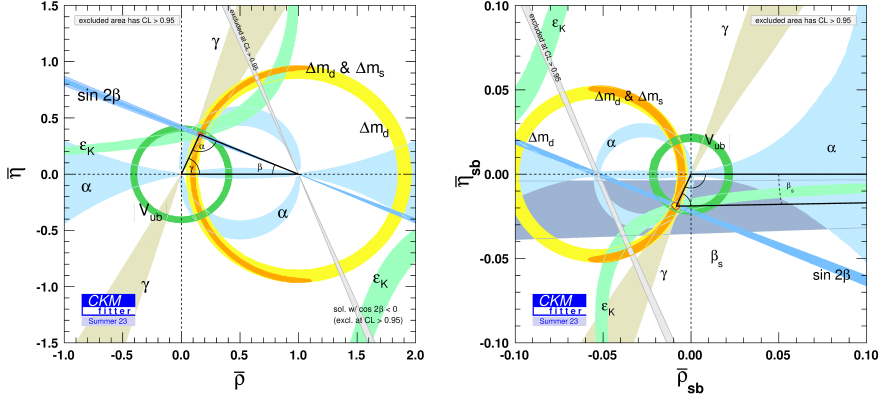 excluded area has CL > 0.95
excluded at CL > 0.95
γ
Δm_d & Δm_s
sin 2β
Δm_d
ε_K
α
α
γ
β
α
V_ub
γ
ε_K
sol. w/ cos 2β < 0
(excl. at CL > 0.95)
CKM
fitter
Summer 23
1.5
1.0
0.5
0.0
-0.5
-1.0
-1.5
η̅
-1.0
-0.5
0.0
0.5
1.0
1.5
2.0
ρ̅
excluded area has CL > 0.95
excluded at CL > 0.95
ε_K
γ
Δm_d & Δm_s
Δm_d
α
V_ub
α
β_s
β_s
γ
sin 2β
ε_K
CKM
fitter
Summer 23
0.10
0.05
0.00
-0.05
-0.10
η̅_sb
-0.10
-0.05
0.00
0.05
0.10
ρ̅_sb